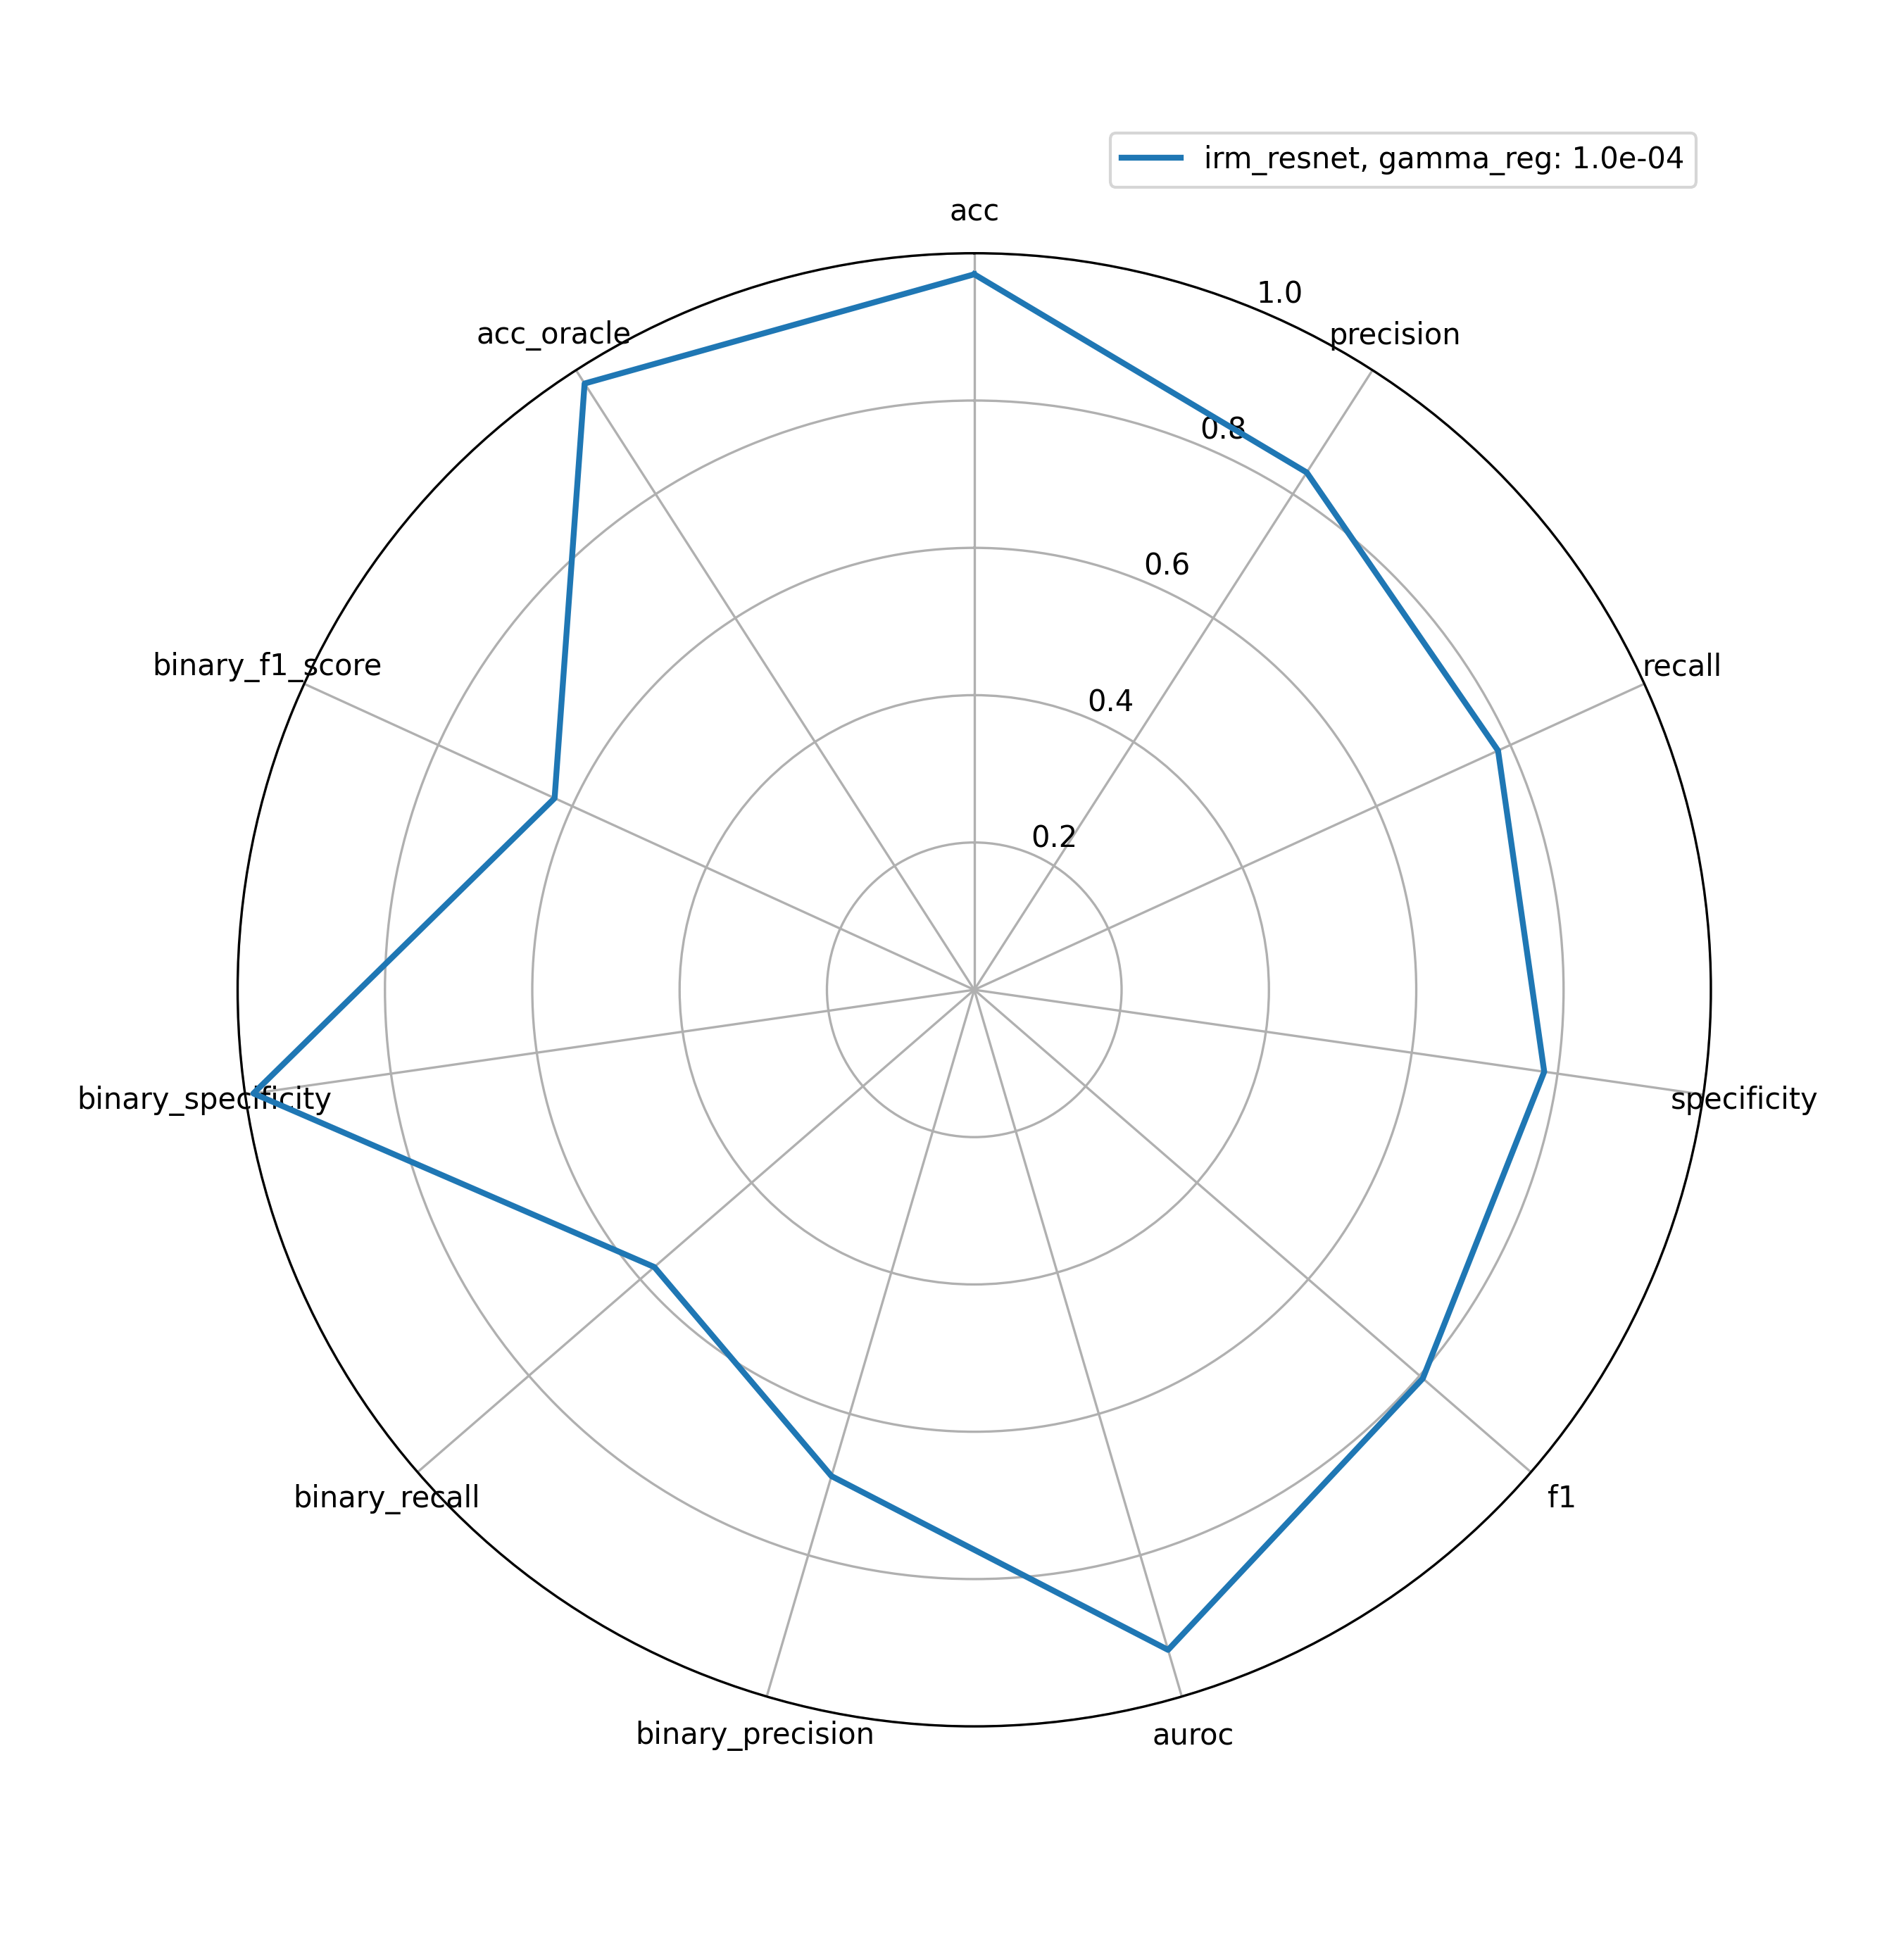 irm_resnet, gamma_reg: 1.0e-04
acc
1.0
acc_oracle
precision
0.8
0.6
binary_f1_score
recall
0.4
0.2
binary_specificity
specificity
binary_recall
f1
binary_precision
auroc